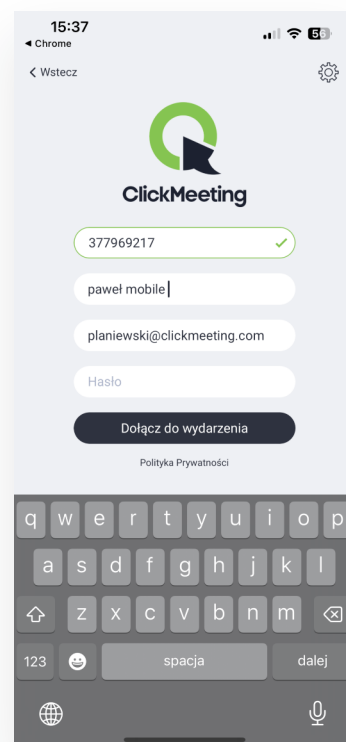 15:37
56
◀ Chrome
Wstecz
ClickMeeting
377969217
paweł mobile
planiewski@clickmeeting.com
Hasło
Dołącz do wydarzenia
Polityka Prywatności
q w e r t y u i o p
a s d f g h j k l
z x c v b n m
123 spacja dalej